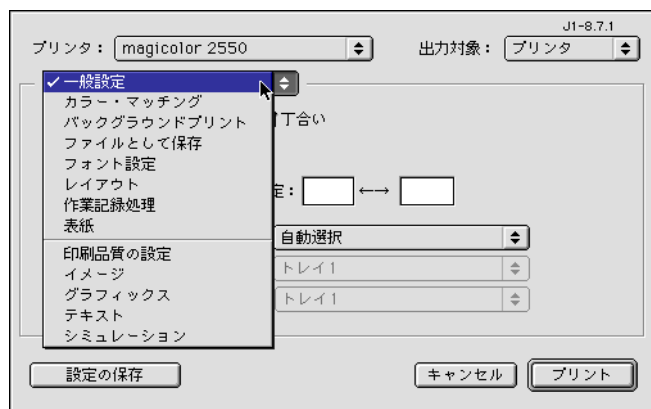 J1-8.7.1
プリンタ： magicolor 2550 出力対象： プリンタ
✓一般設定
カラー・マッチング
バックグラウンドプリント 丁合い
ファイルとして保存
フォント設定
レイアウト 定： ←→
作業記録処理
表紙
自動選択
印刷品質の設定
イメージ トレイ1
グラフィックス トレイ1
テキスト
シミュレーション
設定の保存 キャンセル プリント